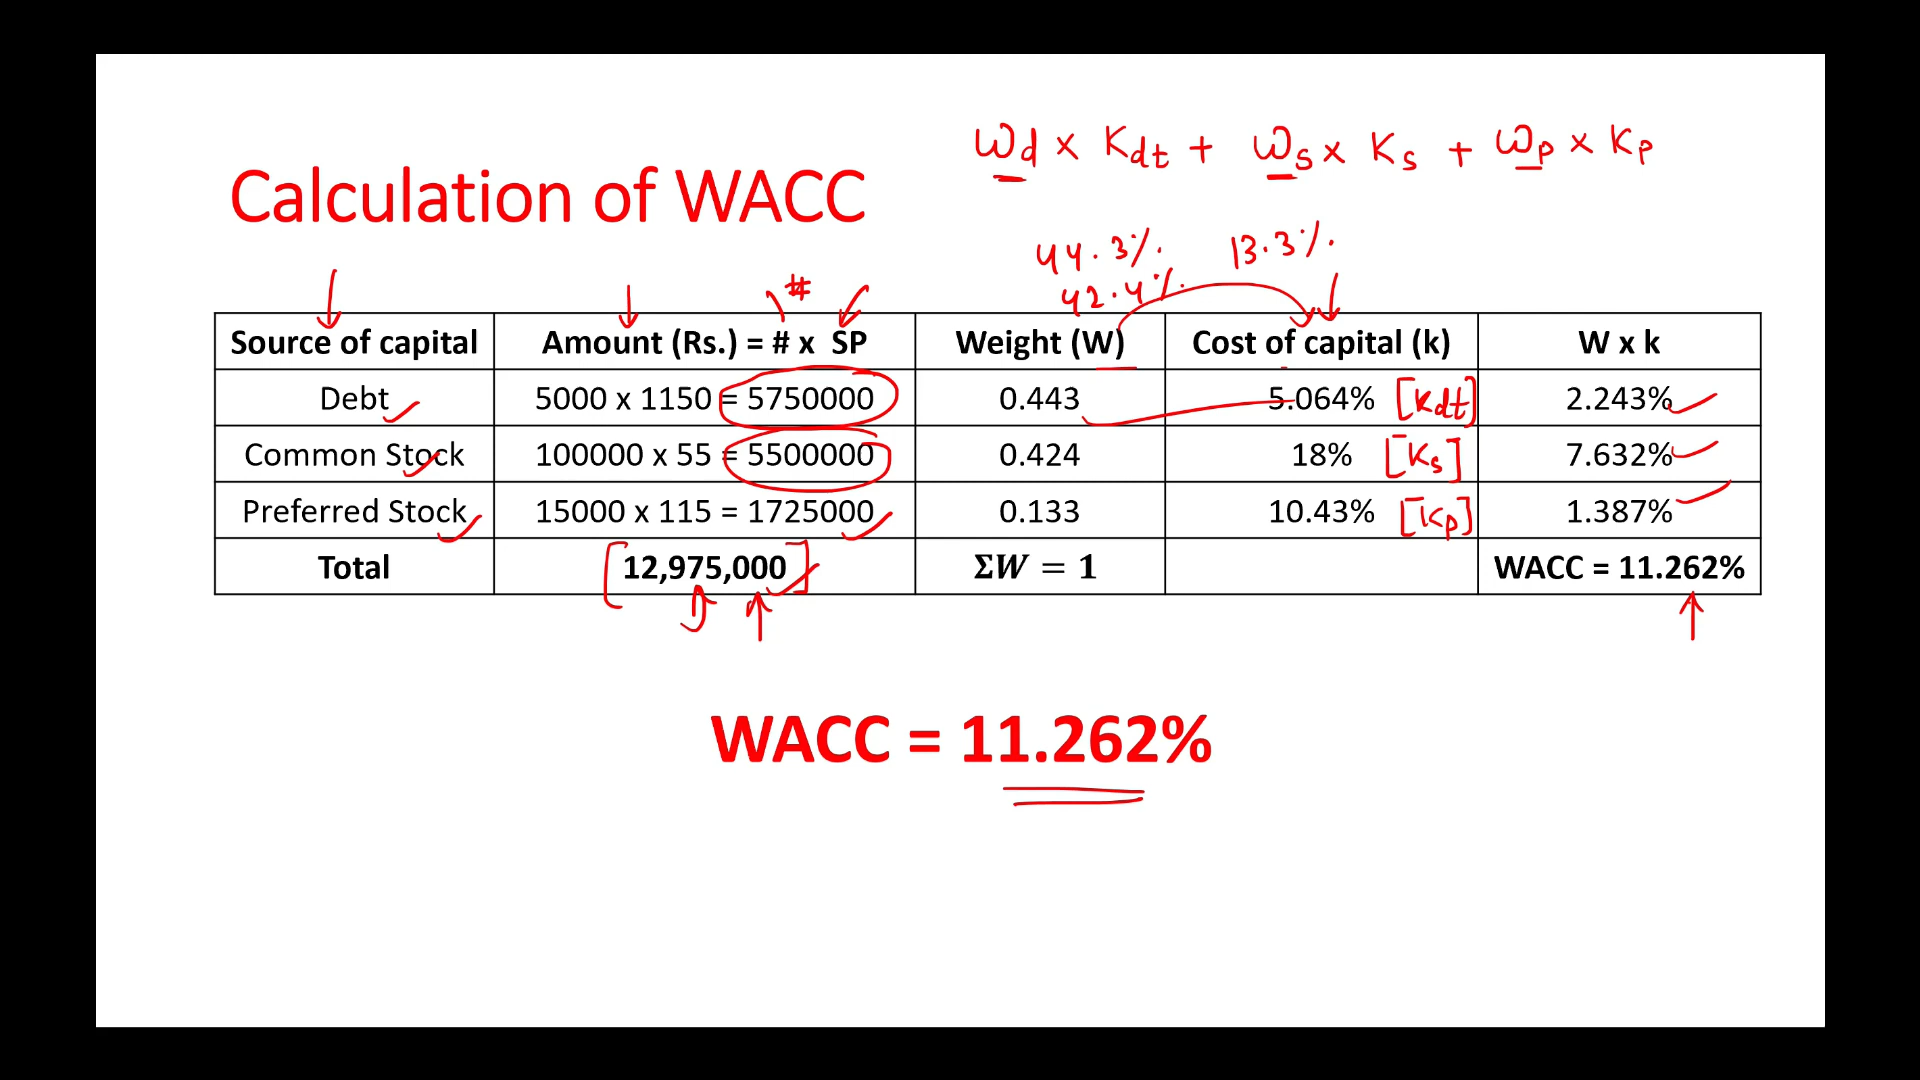 Wd x Kdt + Ws x Ks + Wp x Kp
Calculation of WACC
44.3%. 13.3%.
42.4%.
#
Source of capital Amount (Rs.) = # x SP Weight (W) Cost of capital (k) W x k
Debt 5000 x 1150 = 5750000 0.443 5.064% [Kdt] 2.243%
Common Stock 100000 x 55 = 5500000 0.424 18% [Ks] 7.632%
Preferred Stock 15000 x 115 = 1725000 0.133 10.43% [Kp] 1.387%
Total [12,975,000] ΣW = 1 WACC = 11.262%
WACC = 11.262%